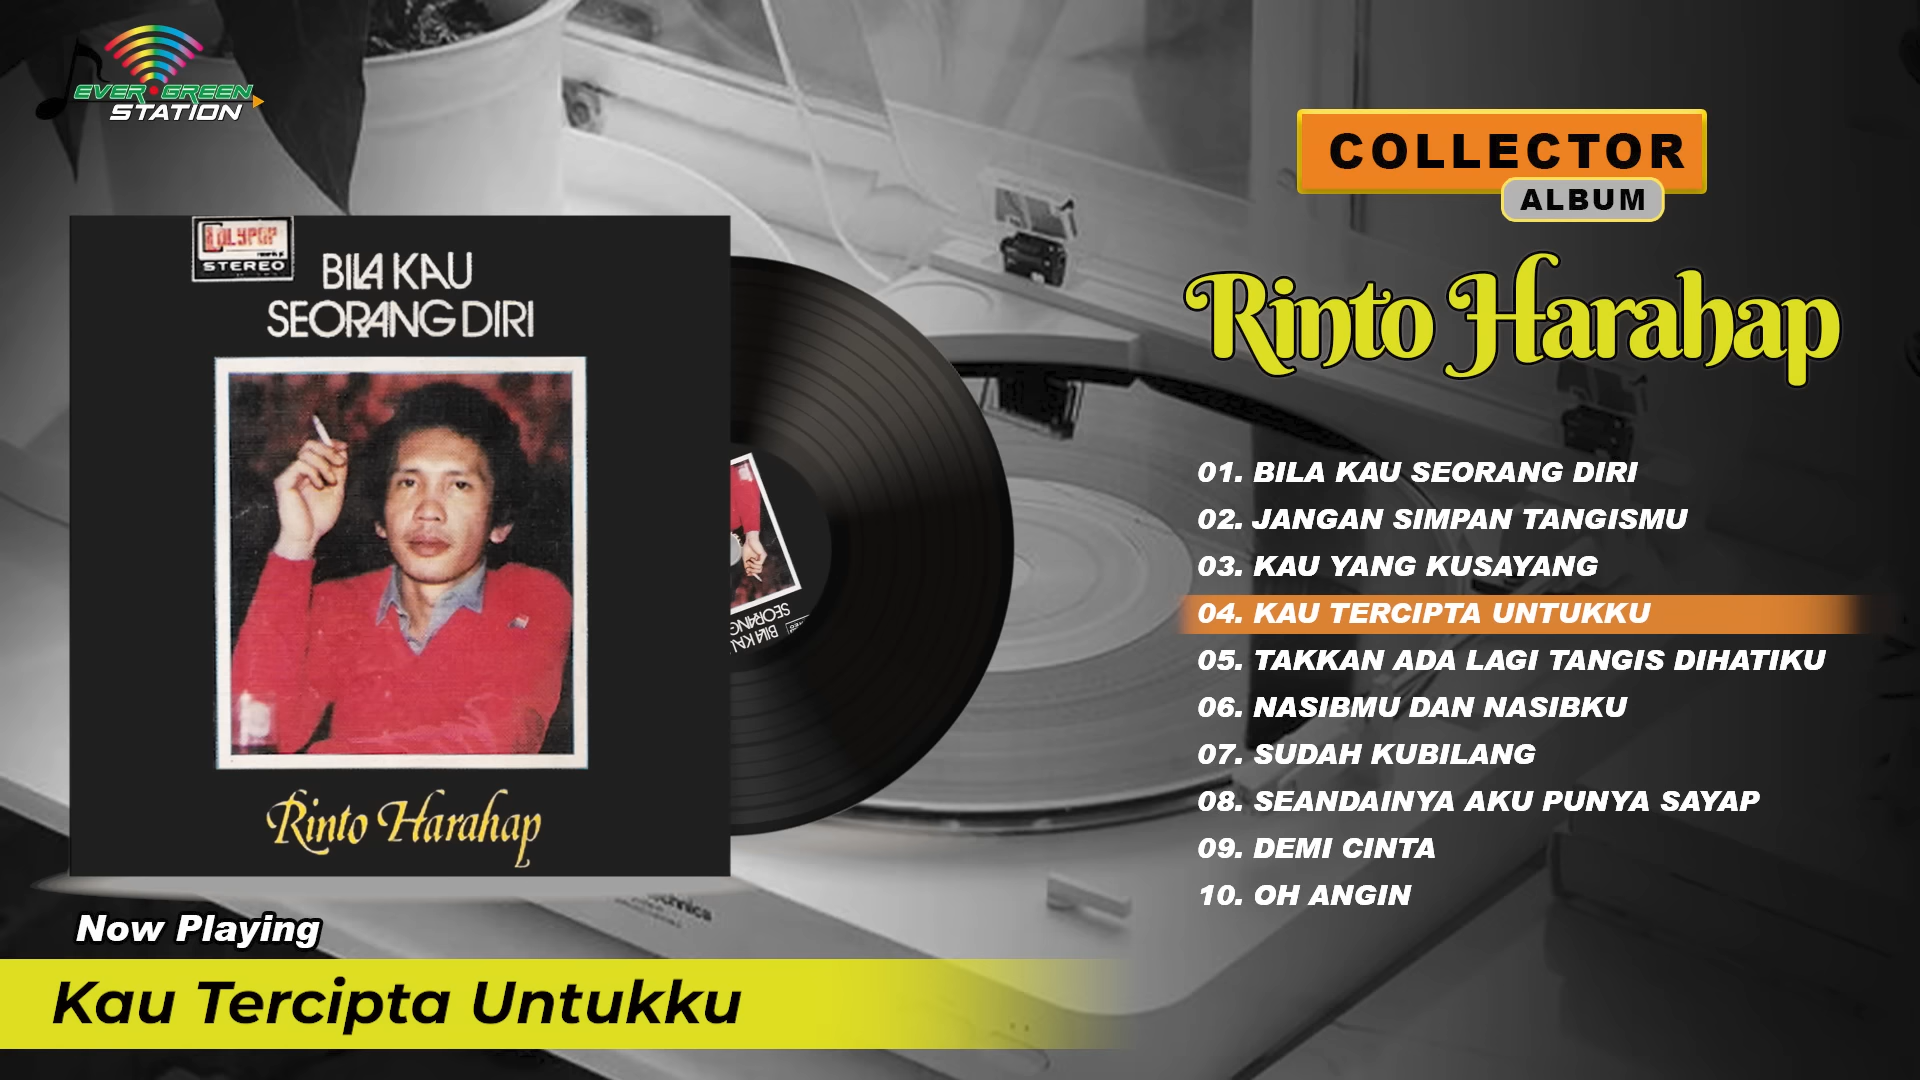 EVER GREEN
STATION
COLLECTOR
ALBUM
LOLYPOP
STEREO
BILA KAU
SEORANG DIRI
Rinto Harahap
Rinto Harahap
01. BILA KAU SEORANG DIRI
02. JANGAN SIMPAN TANGISMU
03. KAU YANG KUSAYANG
04. KAU TERCIPTA UNTUKKU
05. TAKKAN ADA LAGI TANGIS DIHATIKU
06. NASIBMU DAN NASIBKU
07. SUDAH KUBILANG
08. SEANDAINYA AKU PUNYA SAYAP
09. DEMI CINTA
10. OH ANGIN
Now Playing
Kau Tercipta Untukku